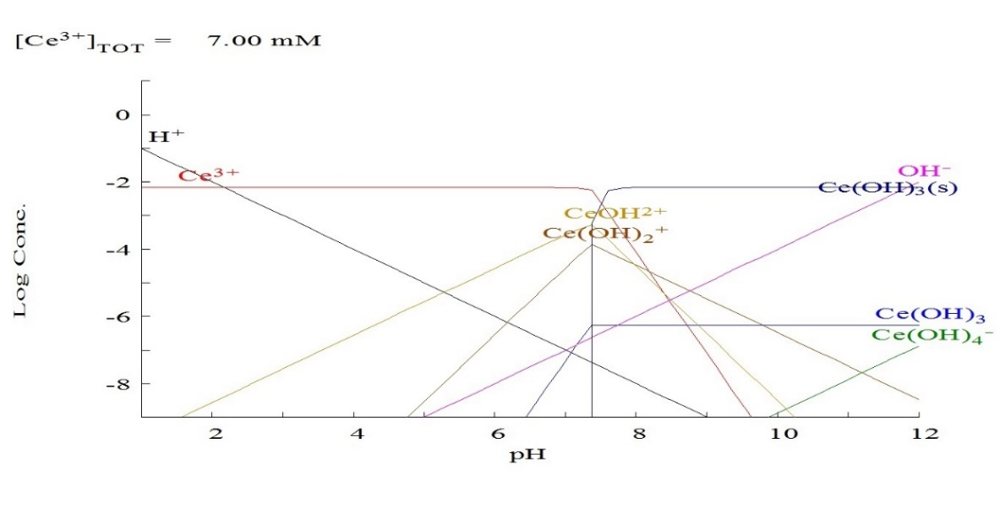 [Ce³⁺]TOT = 7.00 mM
0
H⁺
Ce³⁺
OH⁻
-2
Ce(OH)₃(s)
CeOH²⁺
Ce(OH)₂⁺
-4
Log Conc.
-6
Ce(OH)₃
Ce(OH)₄⁻
-8
2 4 6 8 10 12
pH